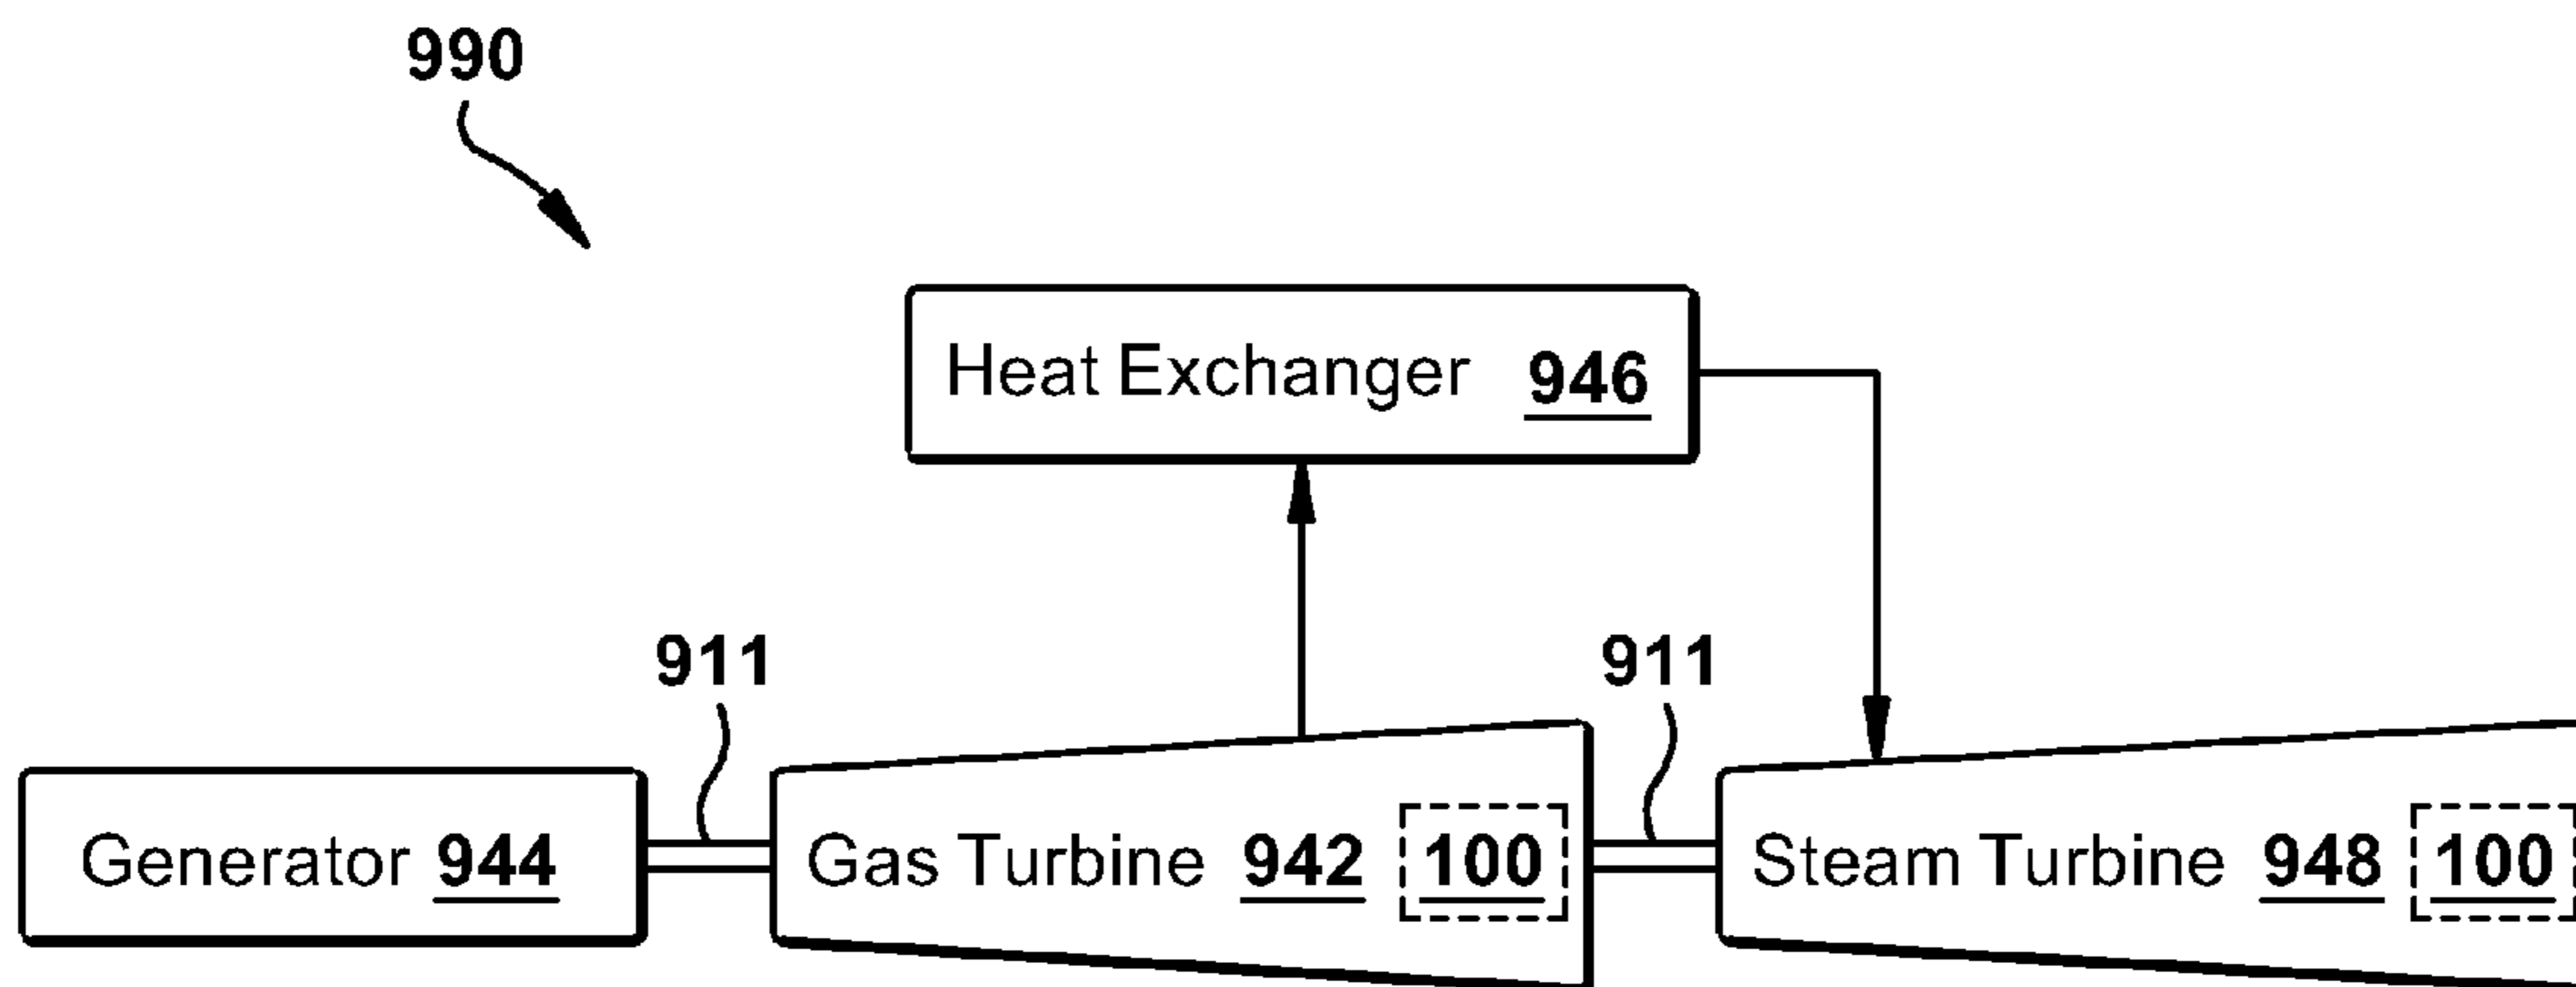 990
Heat Exchanger 946
911 911
Generator 944 Gas Turbine 942 100 Steam Turbine 948 100